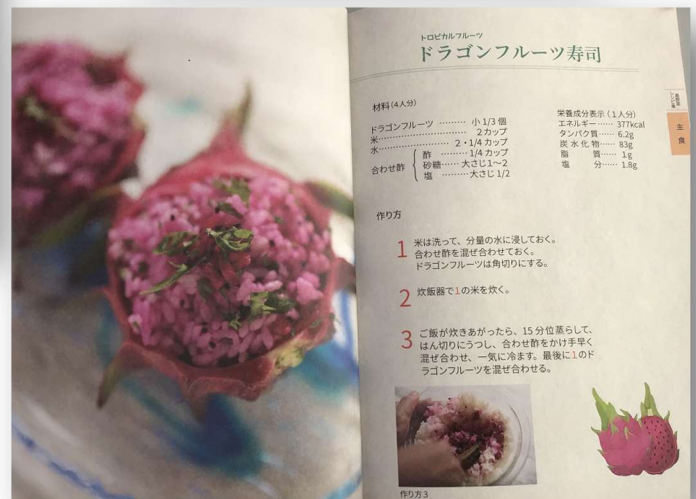 トロピカルフルーツ
ドラゴンフルーツ寿司
材料(4人分)
ドラゴンフルーツ ……… 小1/3個
米……………………… 2カップ
水………………… 2・1/4カップ
合わせ酢
酢 ……… 1/4カップ
砂糖…… 大さじ1〜2
塩 ……… 大さじ1/2
栄養成分表示(1人分)
エネルギー…… 377kcal
タンパク質…… 6.2g
炭水化物…… 83g
脂質…… 1g
塩分…… 1.8g
主食
作り方
1 米は洗って、分量の水に浸しておく。
合わせ酢を混ぜ合わせておく。
ドラゴンフルーツは角切りにする。
2 炊飯器で1の米を炊く。
3 ご飯が炊きあがったら、15分位蒸らして、
はん切りにうつし、合わせ酢をかけ手早く
混ぜ合わせ、一気に冷ます。最後に1のド
ラゴンフルーツを混ぜ合わせる。
作り方3